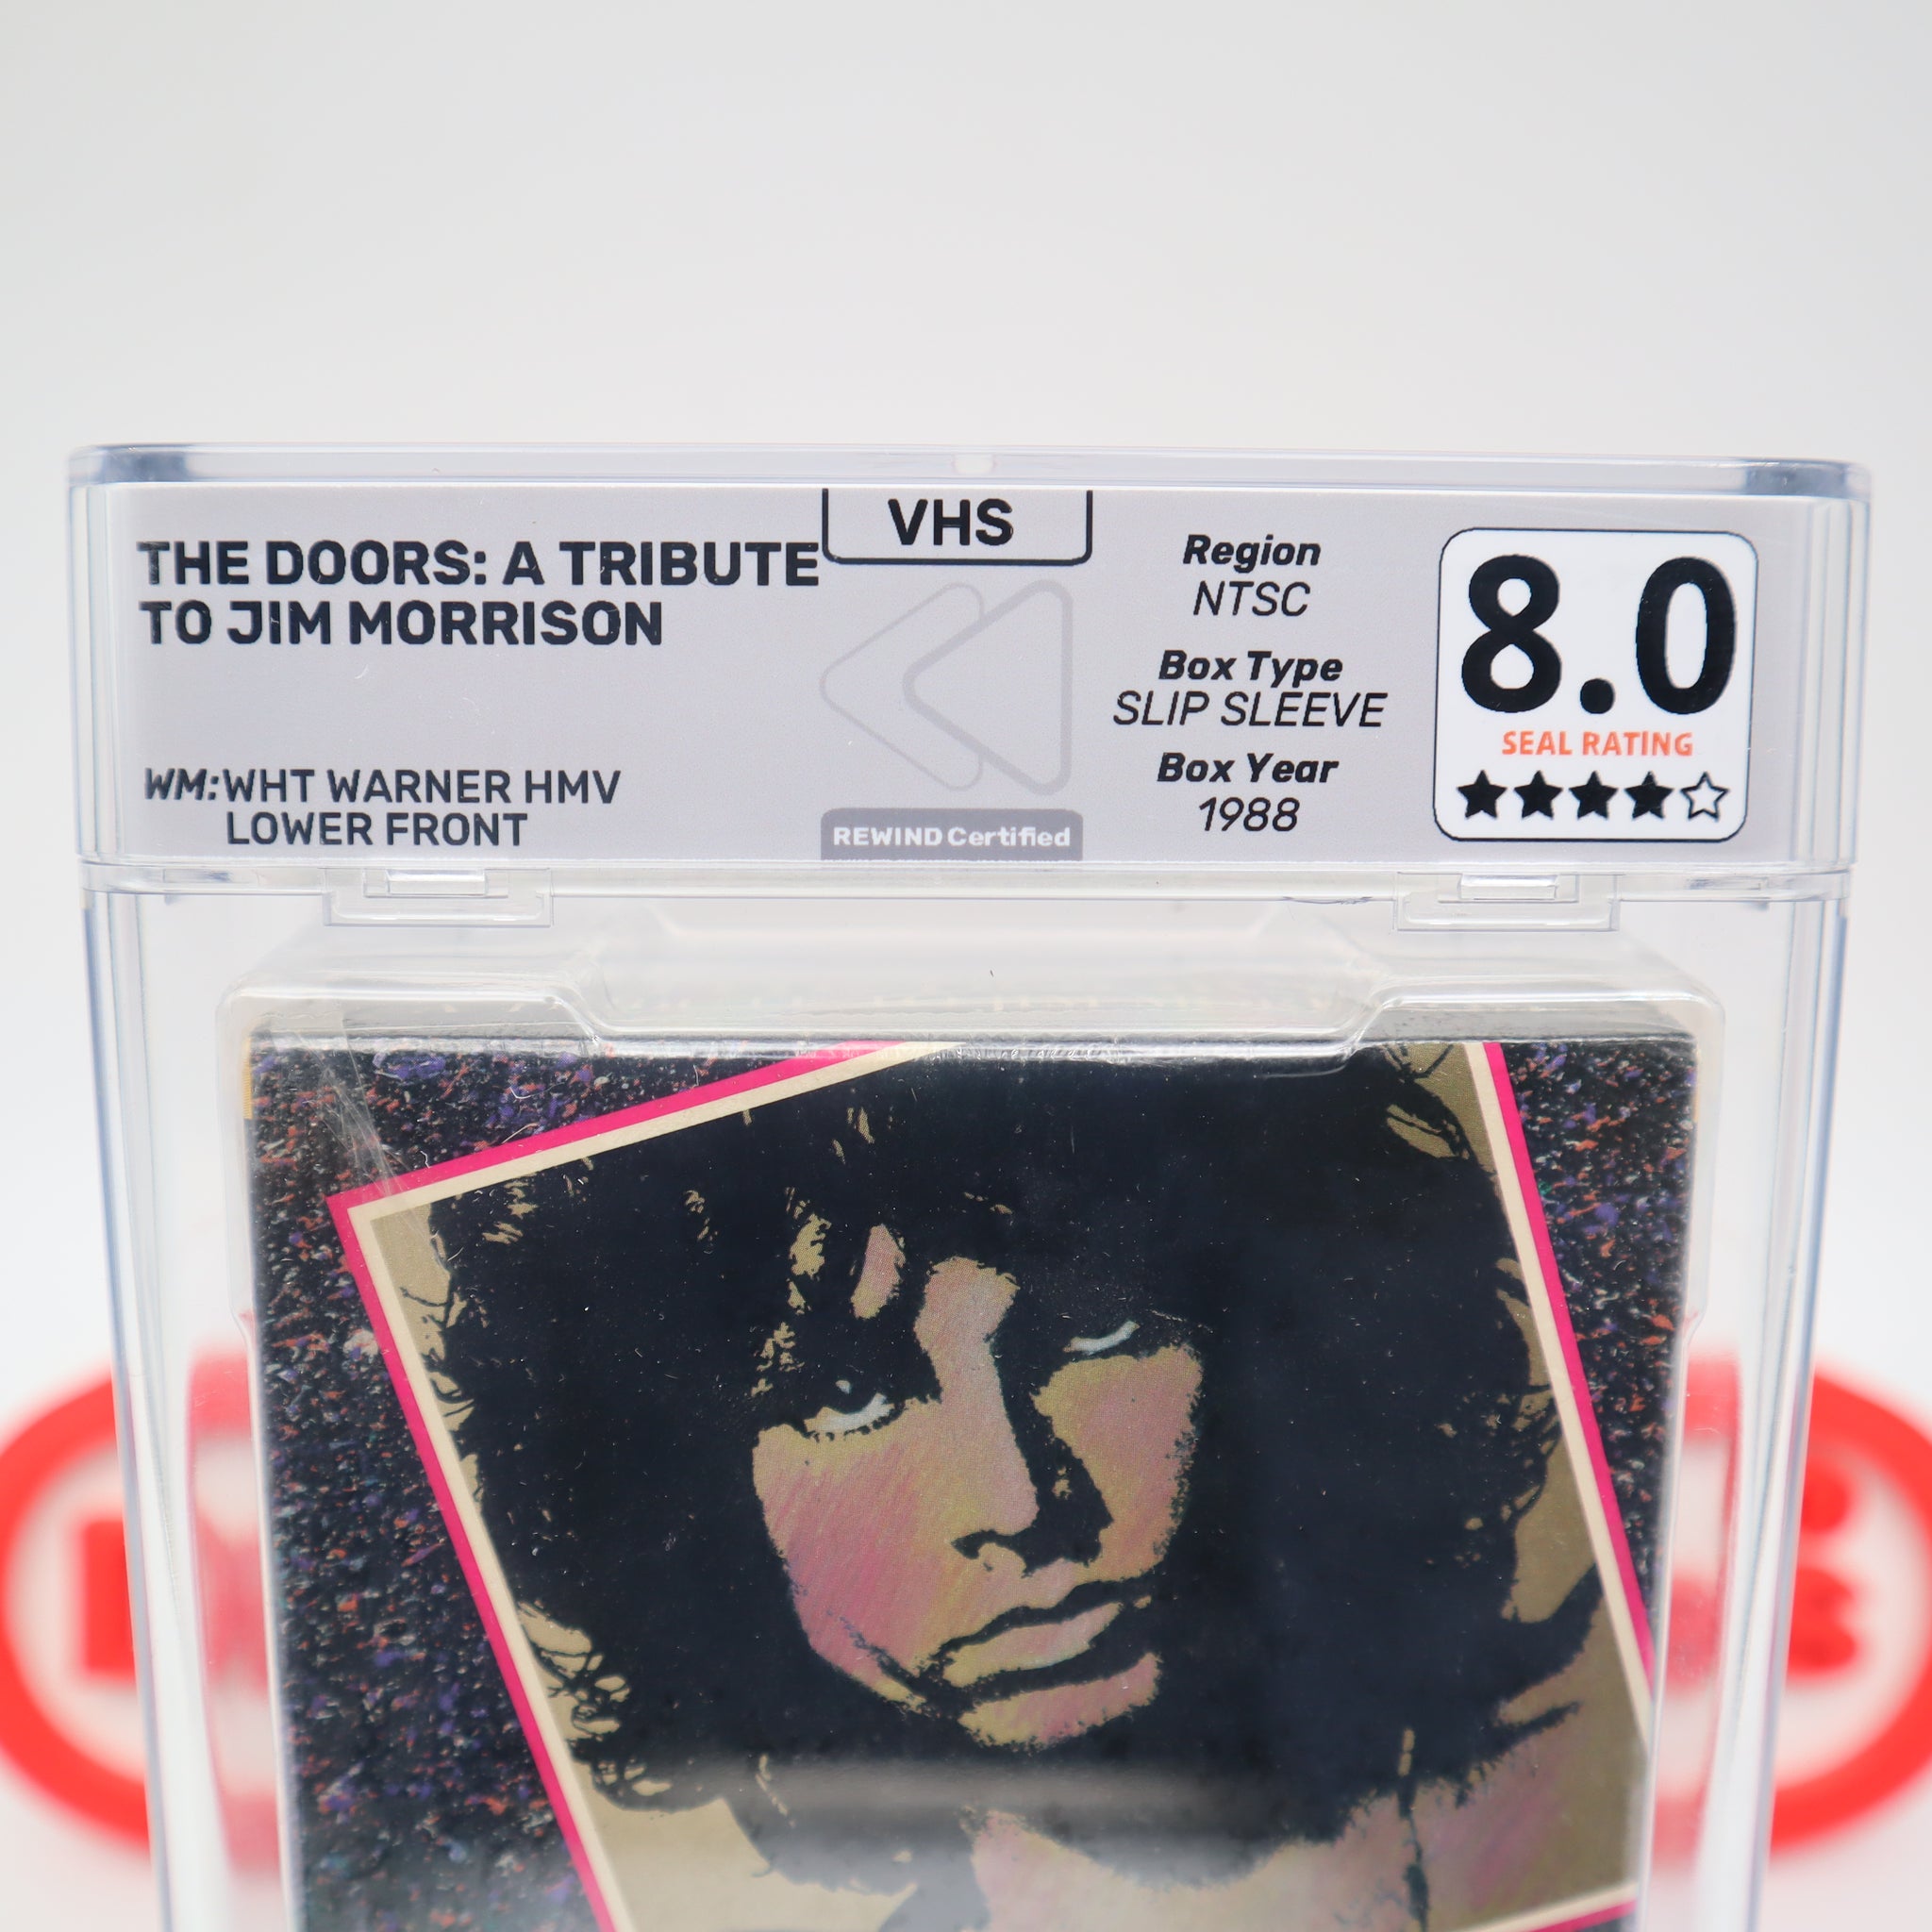 VHS
THE DOORS: A TRIBUTE
TO JIM MORRISON
WM:WHT WARNER HMV
LOWER FRONT
REWIND Certified
Region
NTSC
Box Type
SLIP SLEEVE
Box Year
1988
8.0
SEAL RATING